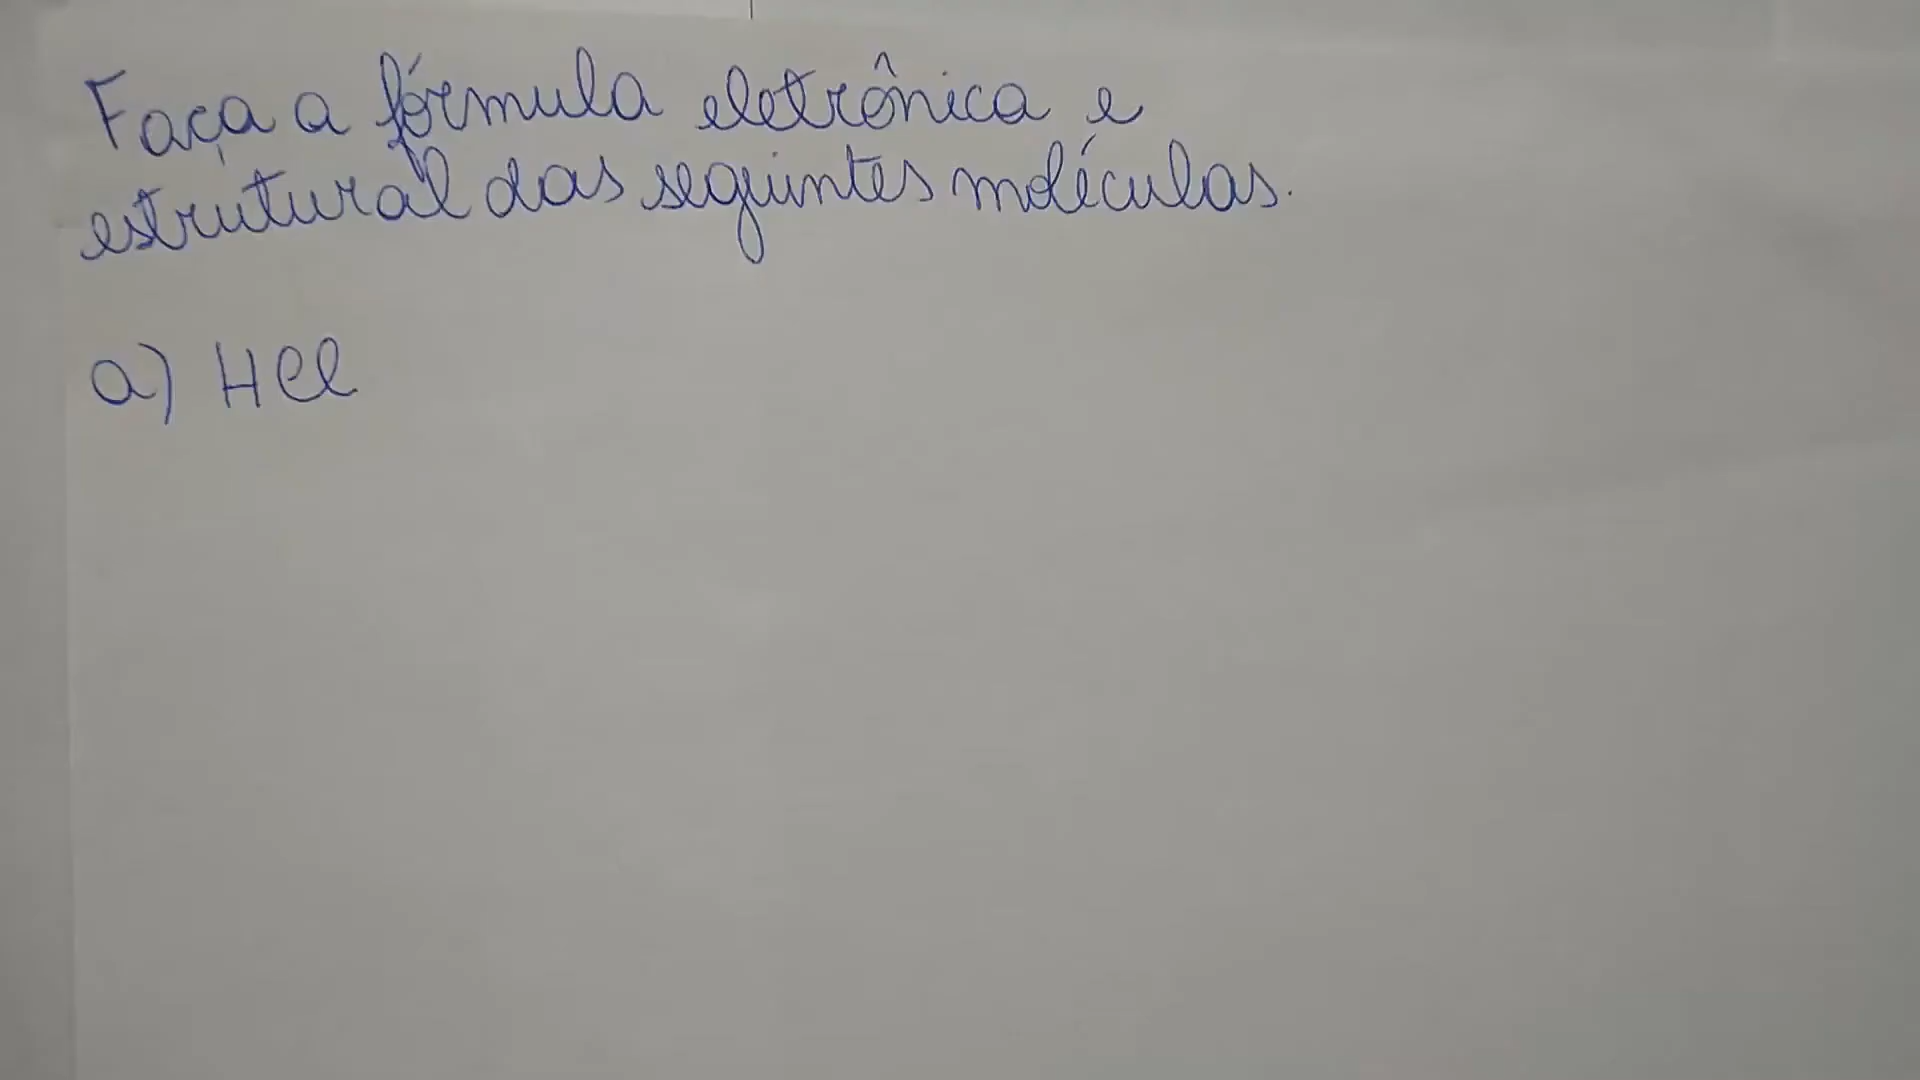 Faça a fórmula eletrônica e
estrutural das seguintes moléculas.
a) HCl